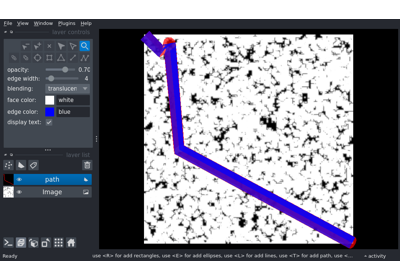 File View Window Plugins Help
layer controls
opacity: 0.70
edge width: 4
blending: translucen
face color: white
edge color: blue
display text:
layer list
path
Image
Ready use <R> for add rectangles, use <E> for add ellipses, use <L> for add lines, use <T> for add path, use <... activity